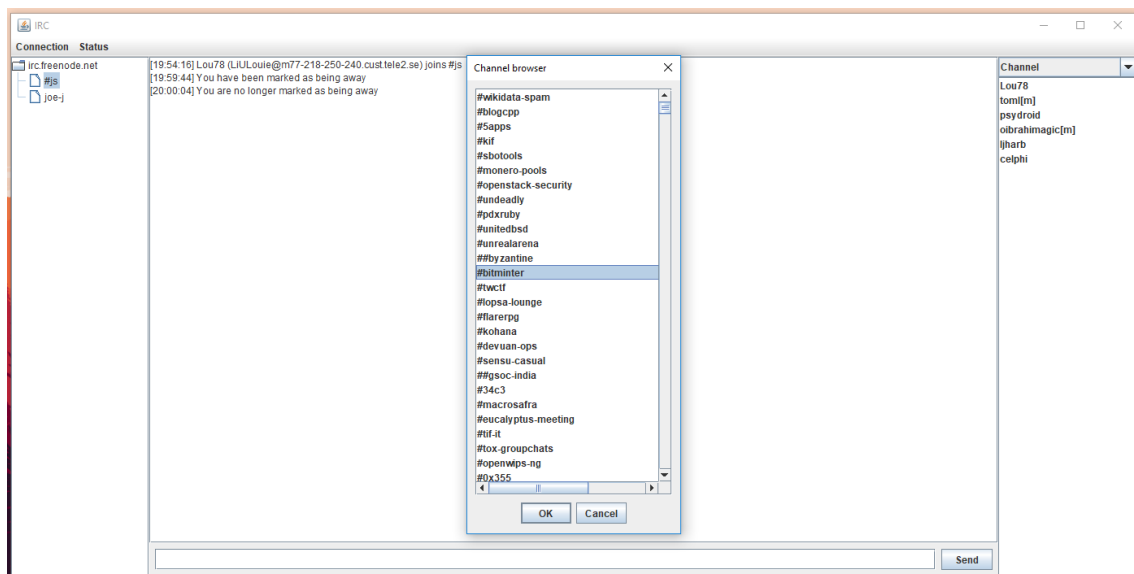 IRC
Connection Status
irc.freenode.net
#js
joe-j
[19:54:16] Lou78 (LiULouie@m77-218-250-240.cust.tele2.se) joins #js
[19:59:44] You have been marked as being away
[20:00:04] You are no longer marked as being away
Channel browser
#wikidata-spam
#blogcpp
#5apps
#kif
#sbotools
#monero-pools
#openstack-security
#undeadly
#pdxruby
#unitedbsd
#unrealarena
##byzantine
#bitminter
#twctf
#lopsa-lounge
#flarerpg
#kohana
#devuan-ops
#sensu-casual
##gsoc-india
#34c3
#macrosafra
#eucalyptus-meeting
#tif-it
#tox-groupchats
#openwips-ng
#0x355
OK Cancel
Channel
Lou78
toml[m]
psydroid
oibrahimagic[m]
ljharb
celphi
Send